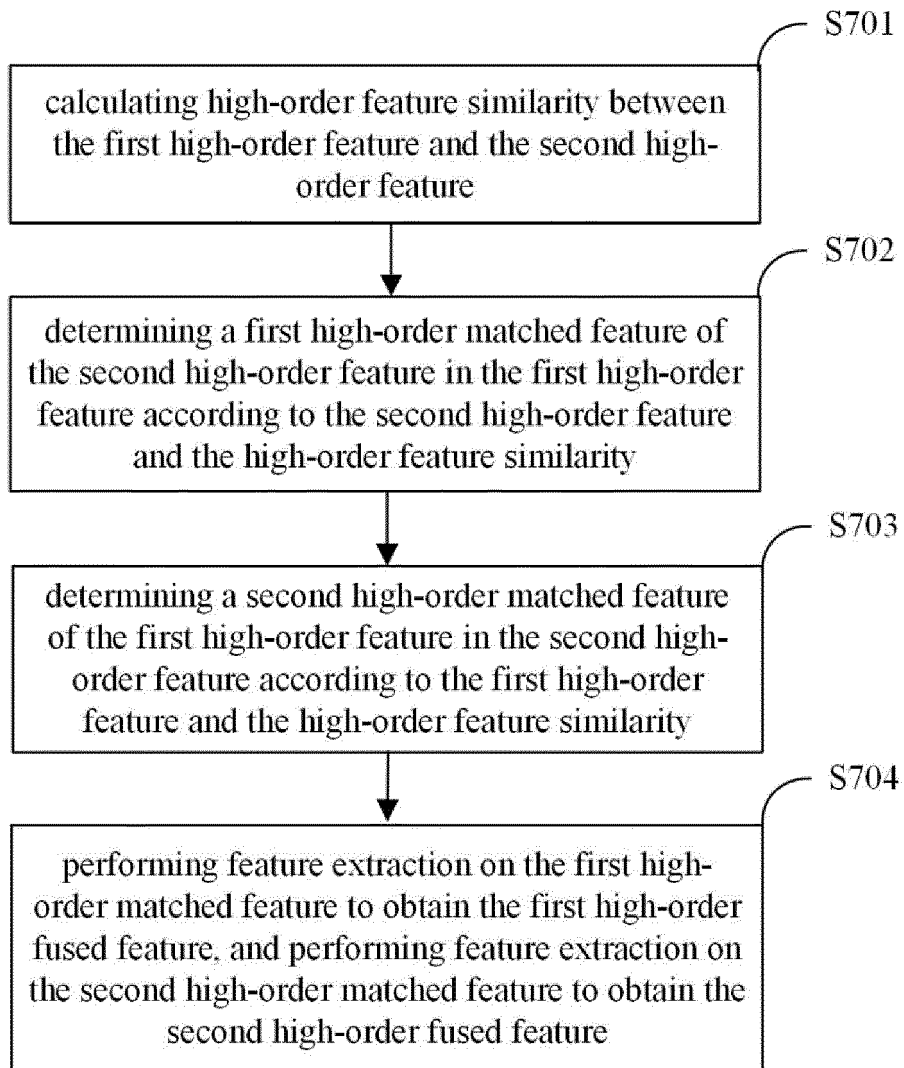 S701
calculating high-order feature similarity between
the first high-order feature and the second high-
order feature
S702
determining a first high-order matched feature of
the second high-order feature in the first high-order
feature according to the second high-order feature
and the high-order feature similarity
S703
determining a second high-order matched feature
of the first high-order feature in the second high-
order feature according to the first high-order
feature and the high-order feature similarity
S704
performing feature extraction on the first high-
order matched feature to obtain the first high-order
fused feature, and performing feature extraction on
the second high-order matched feature to obtain the
second high-order fused feature